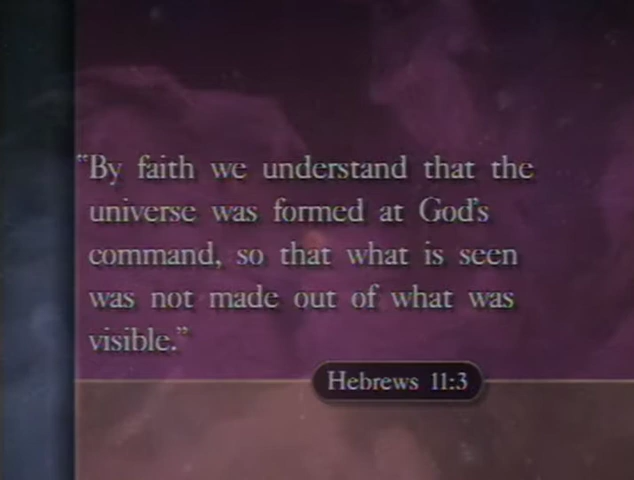 “By faith we understand that the
universe was formed at God's
command, so that what is seen
was not made out of what was
visible.”
Hebrews 11:3